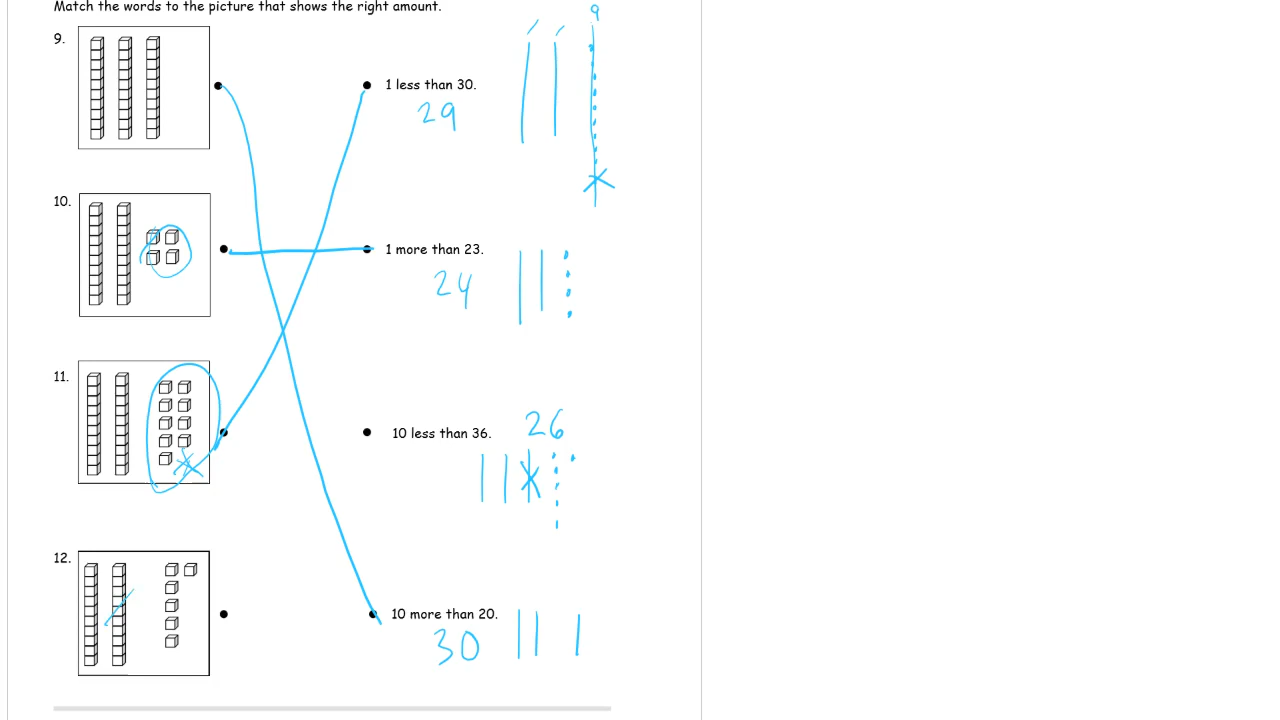 Match the words to the picture that shows the right amount.
9
9.
1 less than 30.
29
10.
1 more than 23.
24
11.
26
10 less than 36.
12.
10 more than 20.
30